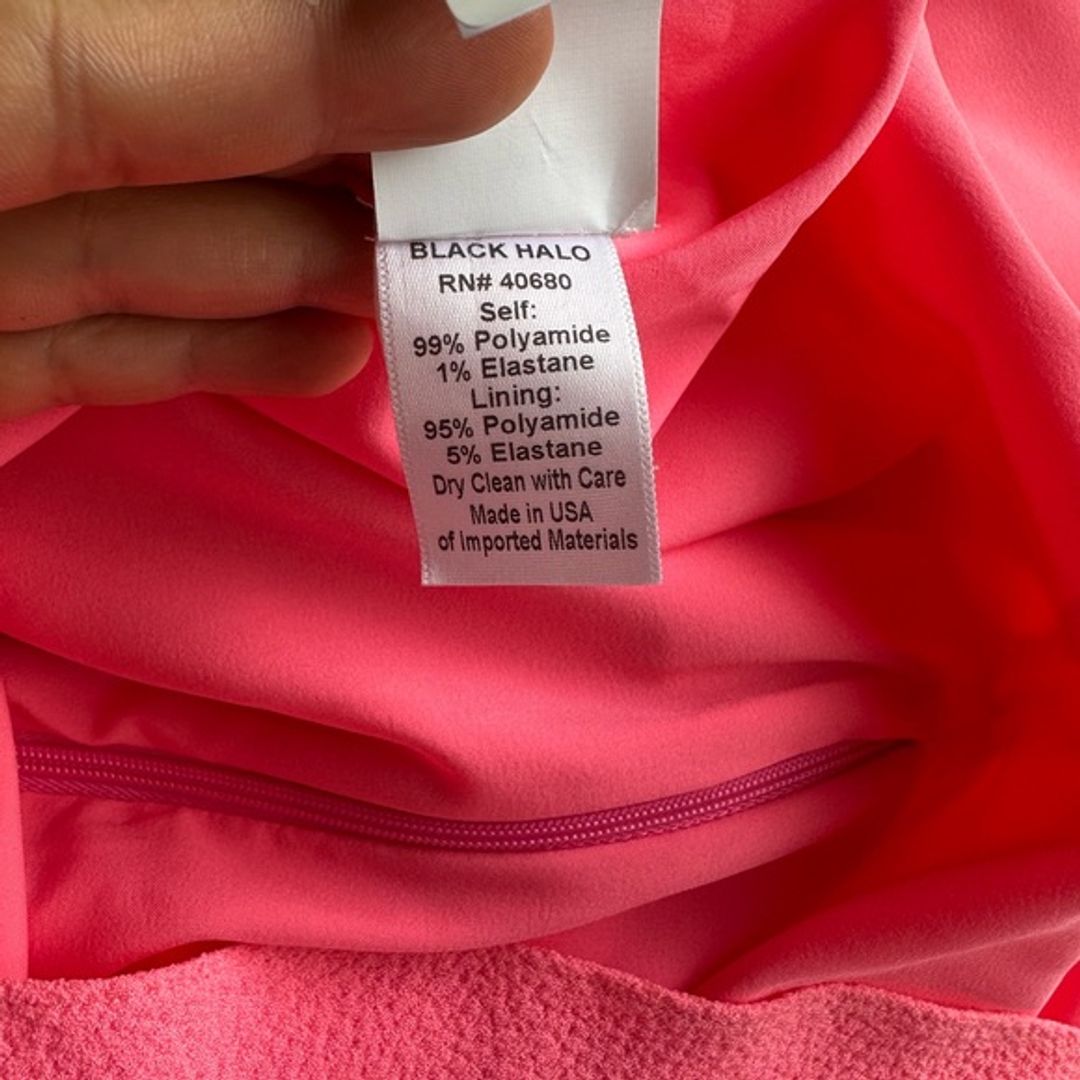 BLACK HALO
RN# 40680
Self:
99% Polyamide
1% Elastane
Lining:
95% Polyamide
5% Elastane
Dry Clean with Care
Made in USA
of Imported Materials